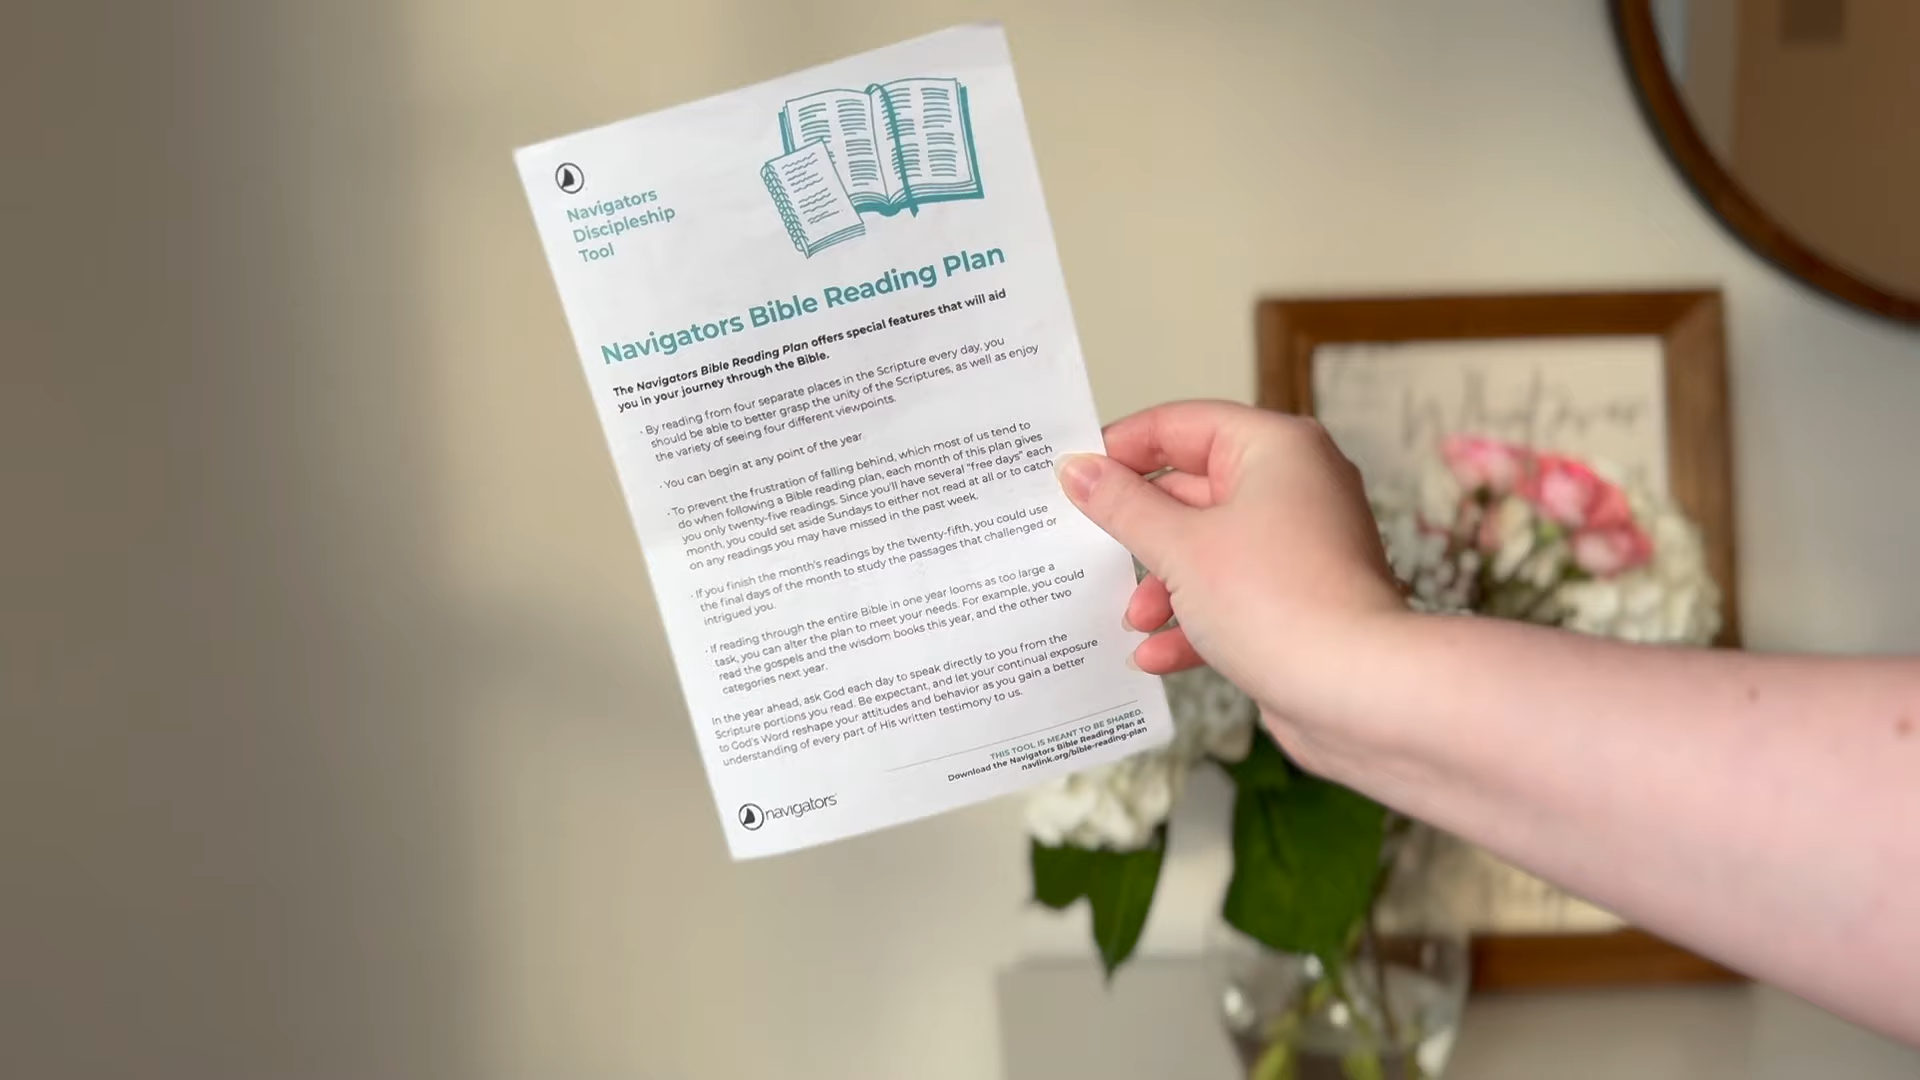 Navigators
Discipleship
Tool
Navigators Bible Reading Plan
The Navigators Bible Reading Plan offers special features that will aid
you in your journey through the Bible.
· By reading from four separate places in the Scripture every day, you
should be able to better grasp the unity of the Scriptures, as well as enjoy
the variety of seeing four different viewpoints.
· You can begin at any point of the year.
· To prevent the frustration of falling behind, which most of us tend to
do when following a Bible reading plan, each month of this plan gives
you only twenty-five readings. Since you'll have several "free days" each
month, you could set aside Sundays to either not read at all or to catch
on any readings you may have missed in the past week.
· If you finish the month's readings by the twenty-fifth, you could use
the final days of the month to study the passages that challenged or
intrigued you.
· If reading through the entire Bible in one year looms as too large a
task, you can alter the plan to meet your needs. For example, you could
read the gospels and the wisdom books this year, and the other two
categories next year.
In the year ahead, ask God each day to speak directly to you from the
Scripture portions you read. Be expectant, and let your continual exposure
to God's Word reshape your attitudes and behavior as you gain a better
understanding of every part of His written testimony to us.
THIS TOOL IS MEANT TO BE SHARED.
Download the Navigators Bible Reading Plan at
navlink.org/bible-reading-plan
navigators